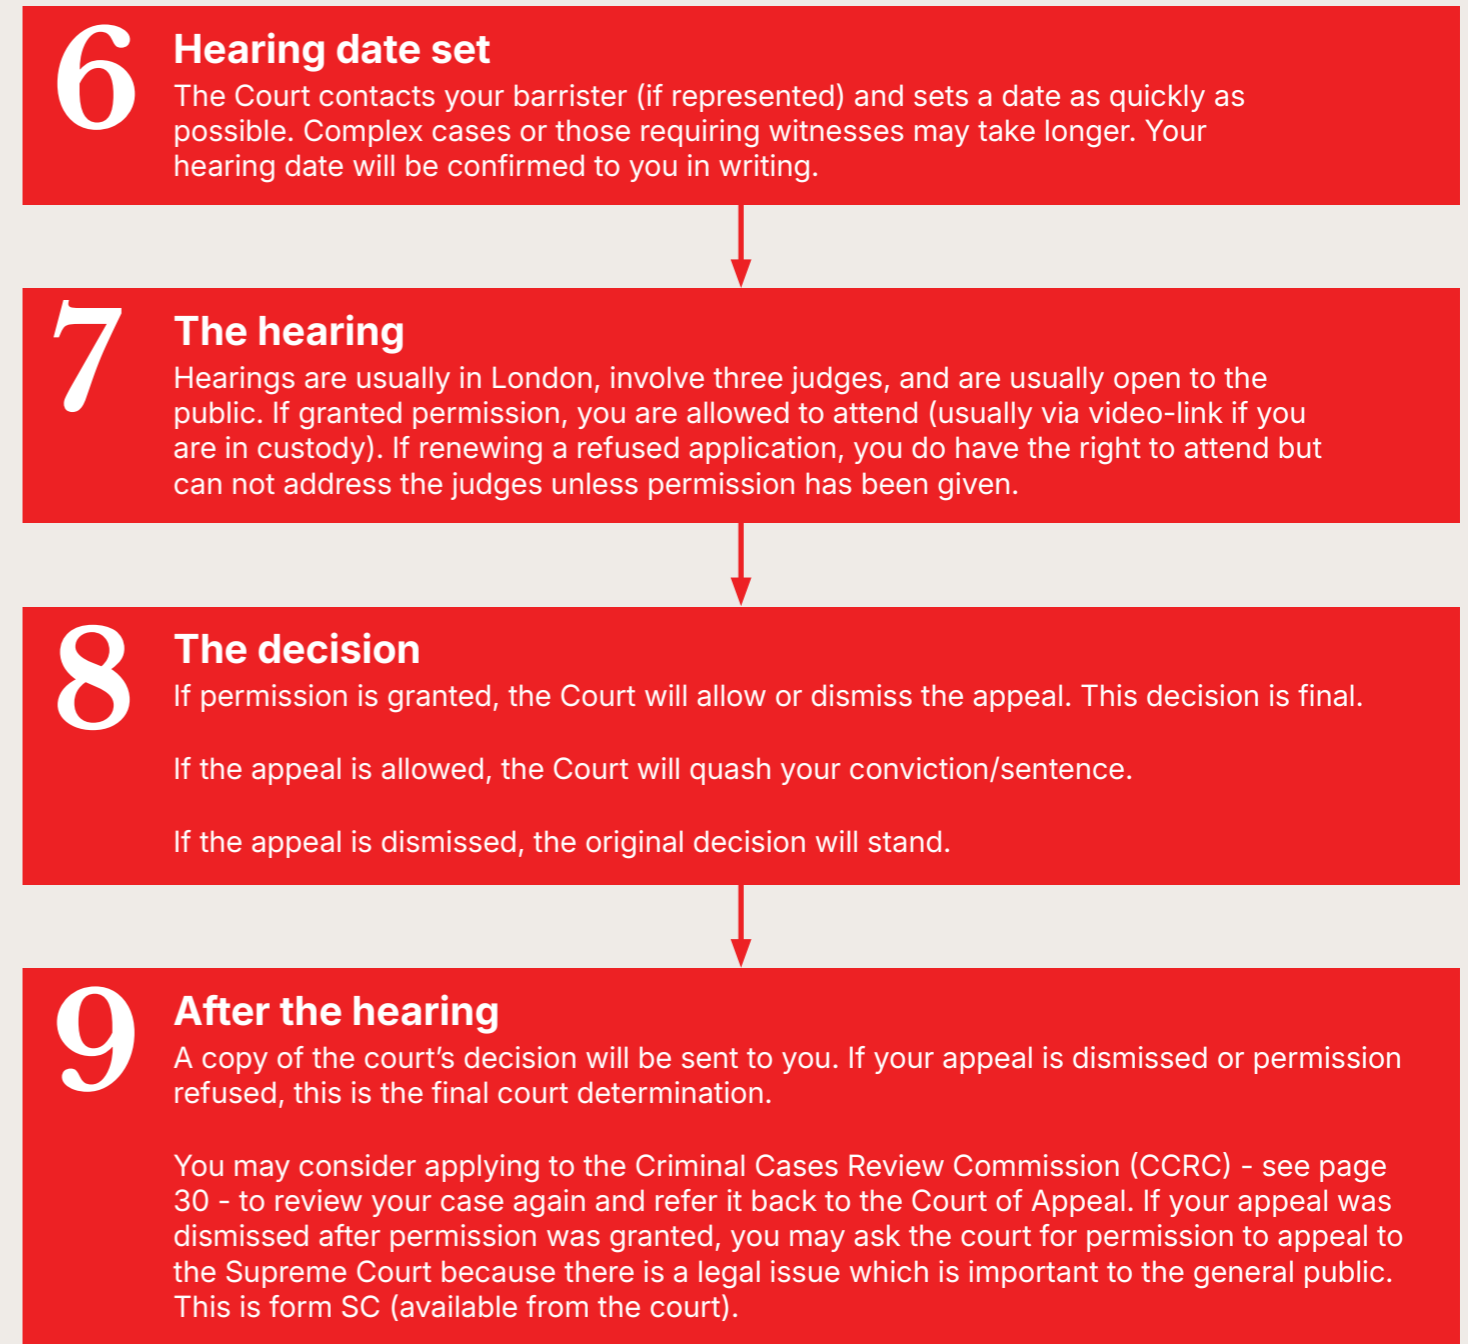 6
Hearing date set
The Court contacts your barrister (if represented) and sets a date as quickly as
possible. Complex cases or those requiring witnesses may take longer. Your
hearing date will be confirmed to you in writing.
7
The hearing
Hearings are usually in London, involve three judges, and are usually open to the
public. If granted permission, you are allowed to attend (usually via video-link if you
are in custody). If renewing a refused application, you do have the right to attend but
can not address the judges unless permission has been given.
8
The decision
If permission is granted, the Court will allow or dismiss the appeal. This decision is final.
If the appeal is allowed, the Court will quash your conviction/sentence.
If the appeal is dismissed, the original decision will stand.
9
After the hearing
A copy of the court’s decision will be sent to you. If your appeal is dismissed or permission
refused, this is the final court determination.
You may consider applying to the Criminal Cases Review Commission (CCRC) - see page
30 - to review your case again and refer it back to the Court of Appeal. If your appeal was
dismissed after permission was granted, you may ask the court for permission to appeal to
the Supreme Court because there is a legal issue which is important to the general public.
This is form SC (available from the court).